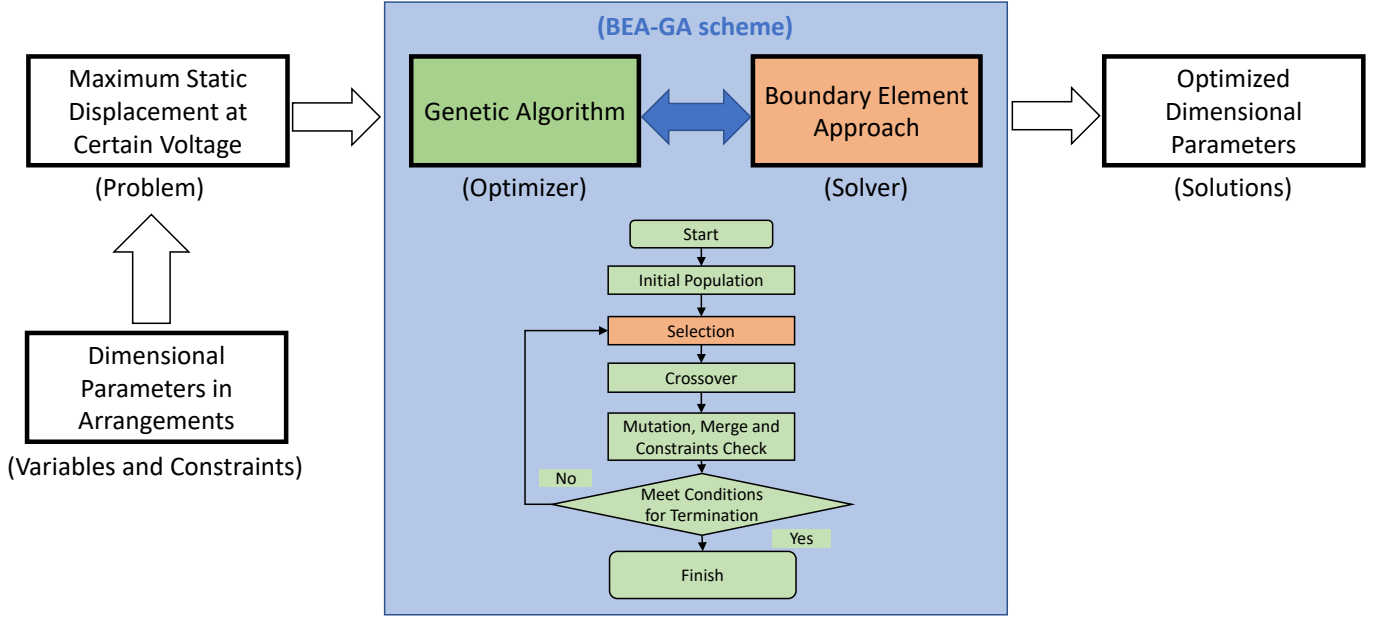 (BEA-GA scheme)
Maximum Static
Displacement at
Certain Voltage
(Problem)
Genetic Algorithm
(Optimizer)
Boundary Element
Approach
(Solver)
Optimized
Dimensional
Parameters
(Solutions)
Dimensional
Parameters in
Arrangements
(Variables and Constraints)
Start
Initial Population
Selection
Crossover
Mutation, Merge and
Constraints Check
No
Meet Conditions
for Termination
Yes
Finish